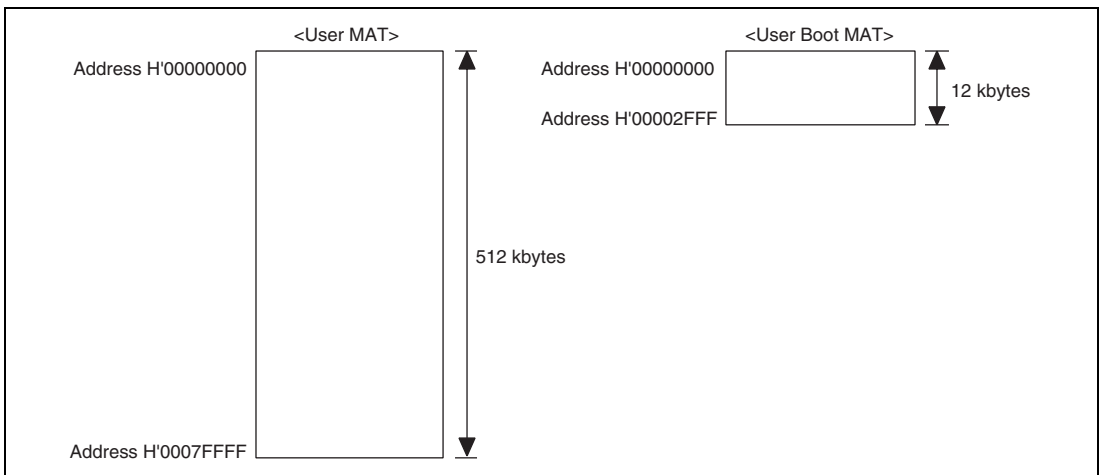 <User MAT>
Address H'00000000
512 kbytes
Address H'0007FFFF
<User Boot MAT>
Address H'00000000
12 kbytes
Address H'00002FFF